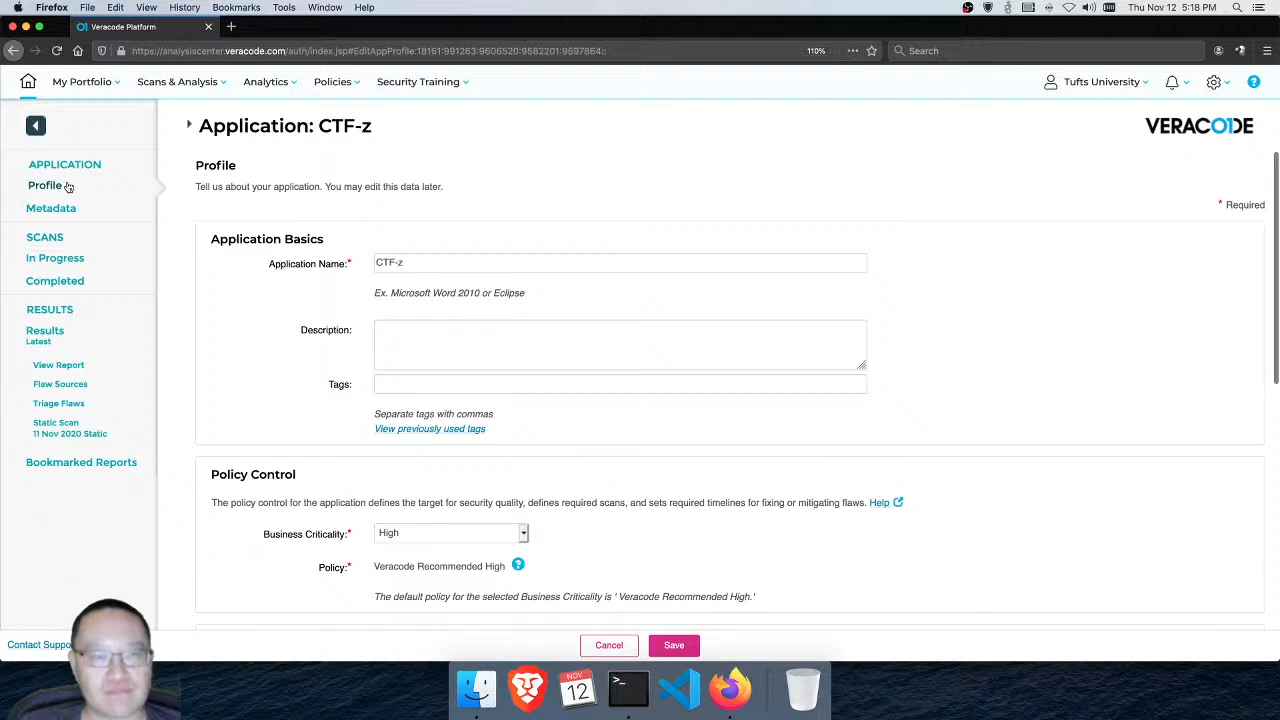 Firefox File Edit View History Bookmarks Tools Window Help
Thu Nov 12 5:18 PM
Veracode Platform
https://analysiscenter.veracode.com/auth/index.jsp#EditAppProfile:18161:991263:9606520:9582201:9597864::
110%
Search
My Portfolio Scans & Analysis Analytics Policies Security Training
Tufts University
Application: CTF-z
VERACODE
APPLICATION
Profile
Metadata
SCANS
In Progress
Completed
RESULTS
Results
Latest
View Report
Flaw Sources
Triage Flaws
Static Scan
11 Nov 2020 Static
Bookmarked Reports
Contact Suppo
Profile
Tell us about your application. You may edit this data later.
* Required
Application Basics
Application Name:* CTF-z
Ex. Microsoft Word 2010 or Eclipse
Description:
Tags:
Separate tags with commas
View previously used tags
Policy Control
The policy control for the application defines the target for security quality, defines required scans, and sets required timelines for fixing or mitigating flaws. Help
Business Criticality:* High
Policy:* Veracode Recommended High
The default policy for the selected Business Criticality is ' Veracode Recommended High.'
Cancel Save
NOV
12